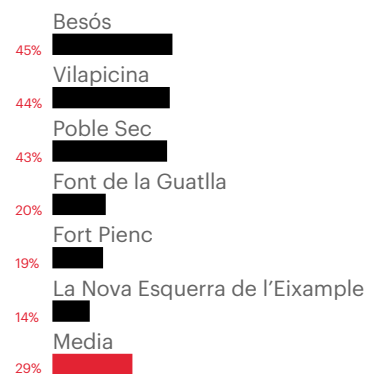 Besós
45%
Vilapicina
44%
Poble Sec
43%
Font de la Guatlla
20%
Fort Pienc
19%
La Nova Esquerra de l’Eixample
14%
Media
29%